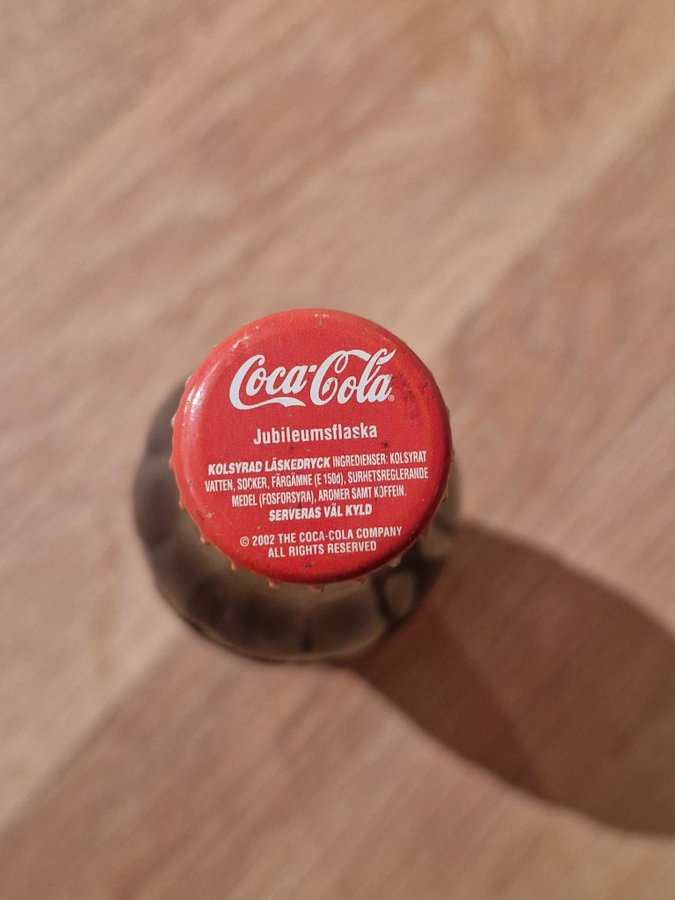 Coca-Cola®
Jubileumsflaska
KOLSYRAD LÄSKEDRYCK INGREDIENSER: KOLSYRAT
VATTEN, SOCKER, FÄRGÄMNE (E 150d), SURHETSREGLERANDE
MEDEL (FOSFORSYRA), AROMER SAMT KOFFEIN.
SERVERAS VÄL KYLD
© 2002 THE COCA-COLA COMPANY
ALL RIGHTS RESERVED